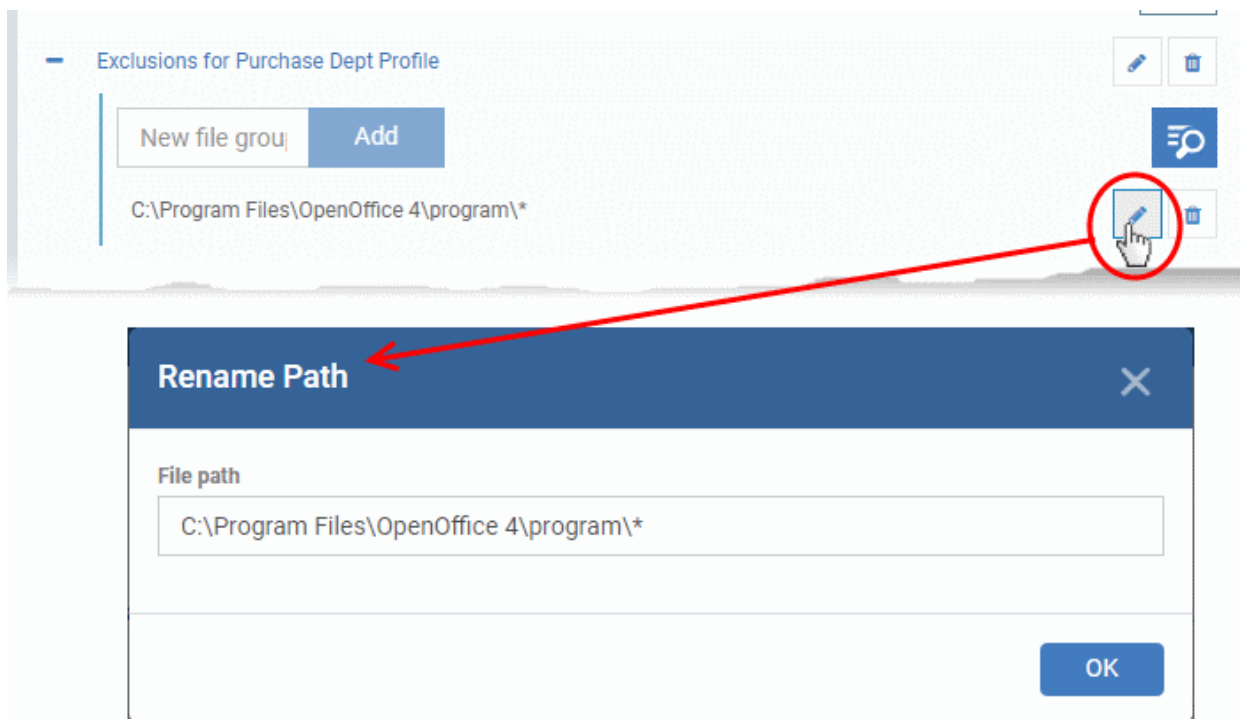 Exclusions for Purchase Dept Profile
New file grou
Add
C:\Program Files\OpenOffice 4\program\*
Rename Path
File path
C:\Program Files\OpenOffice 4\program\*
OK